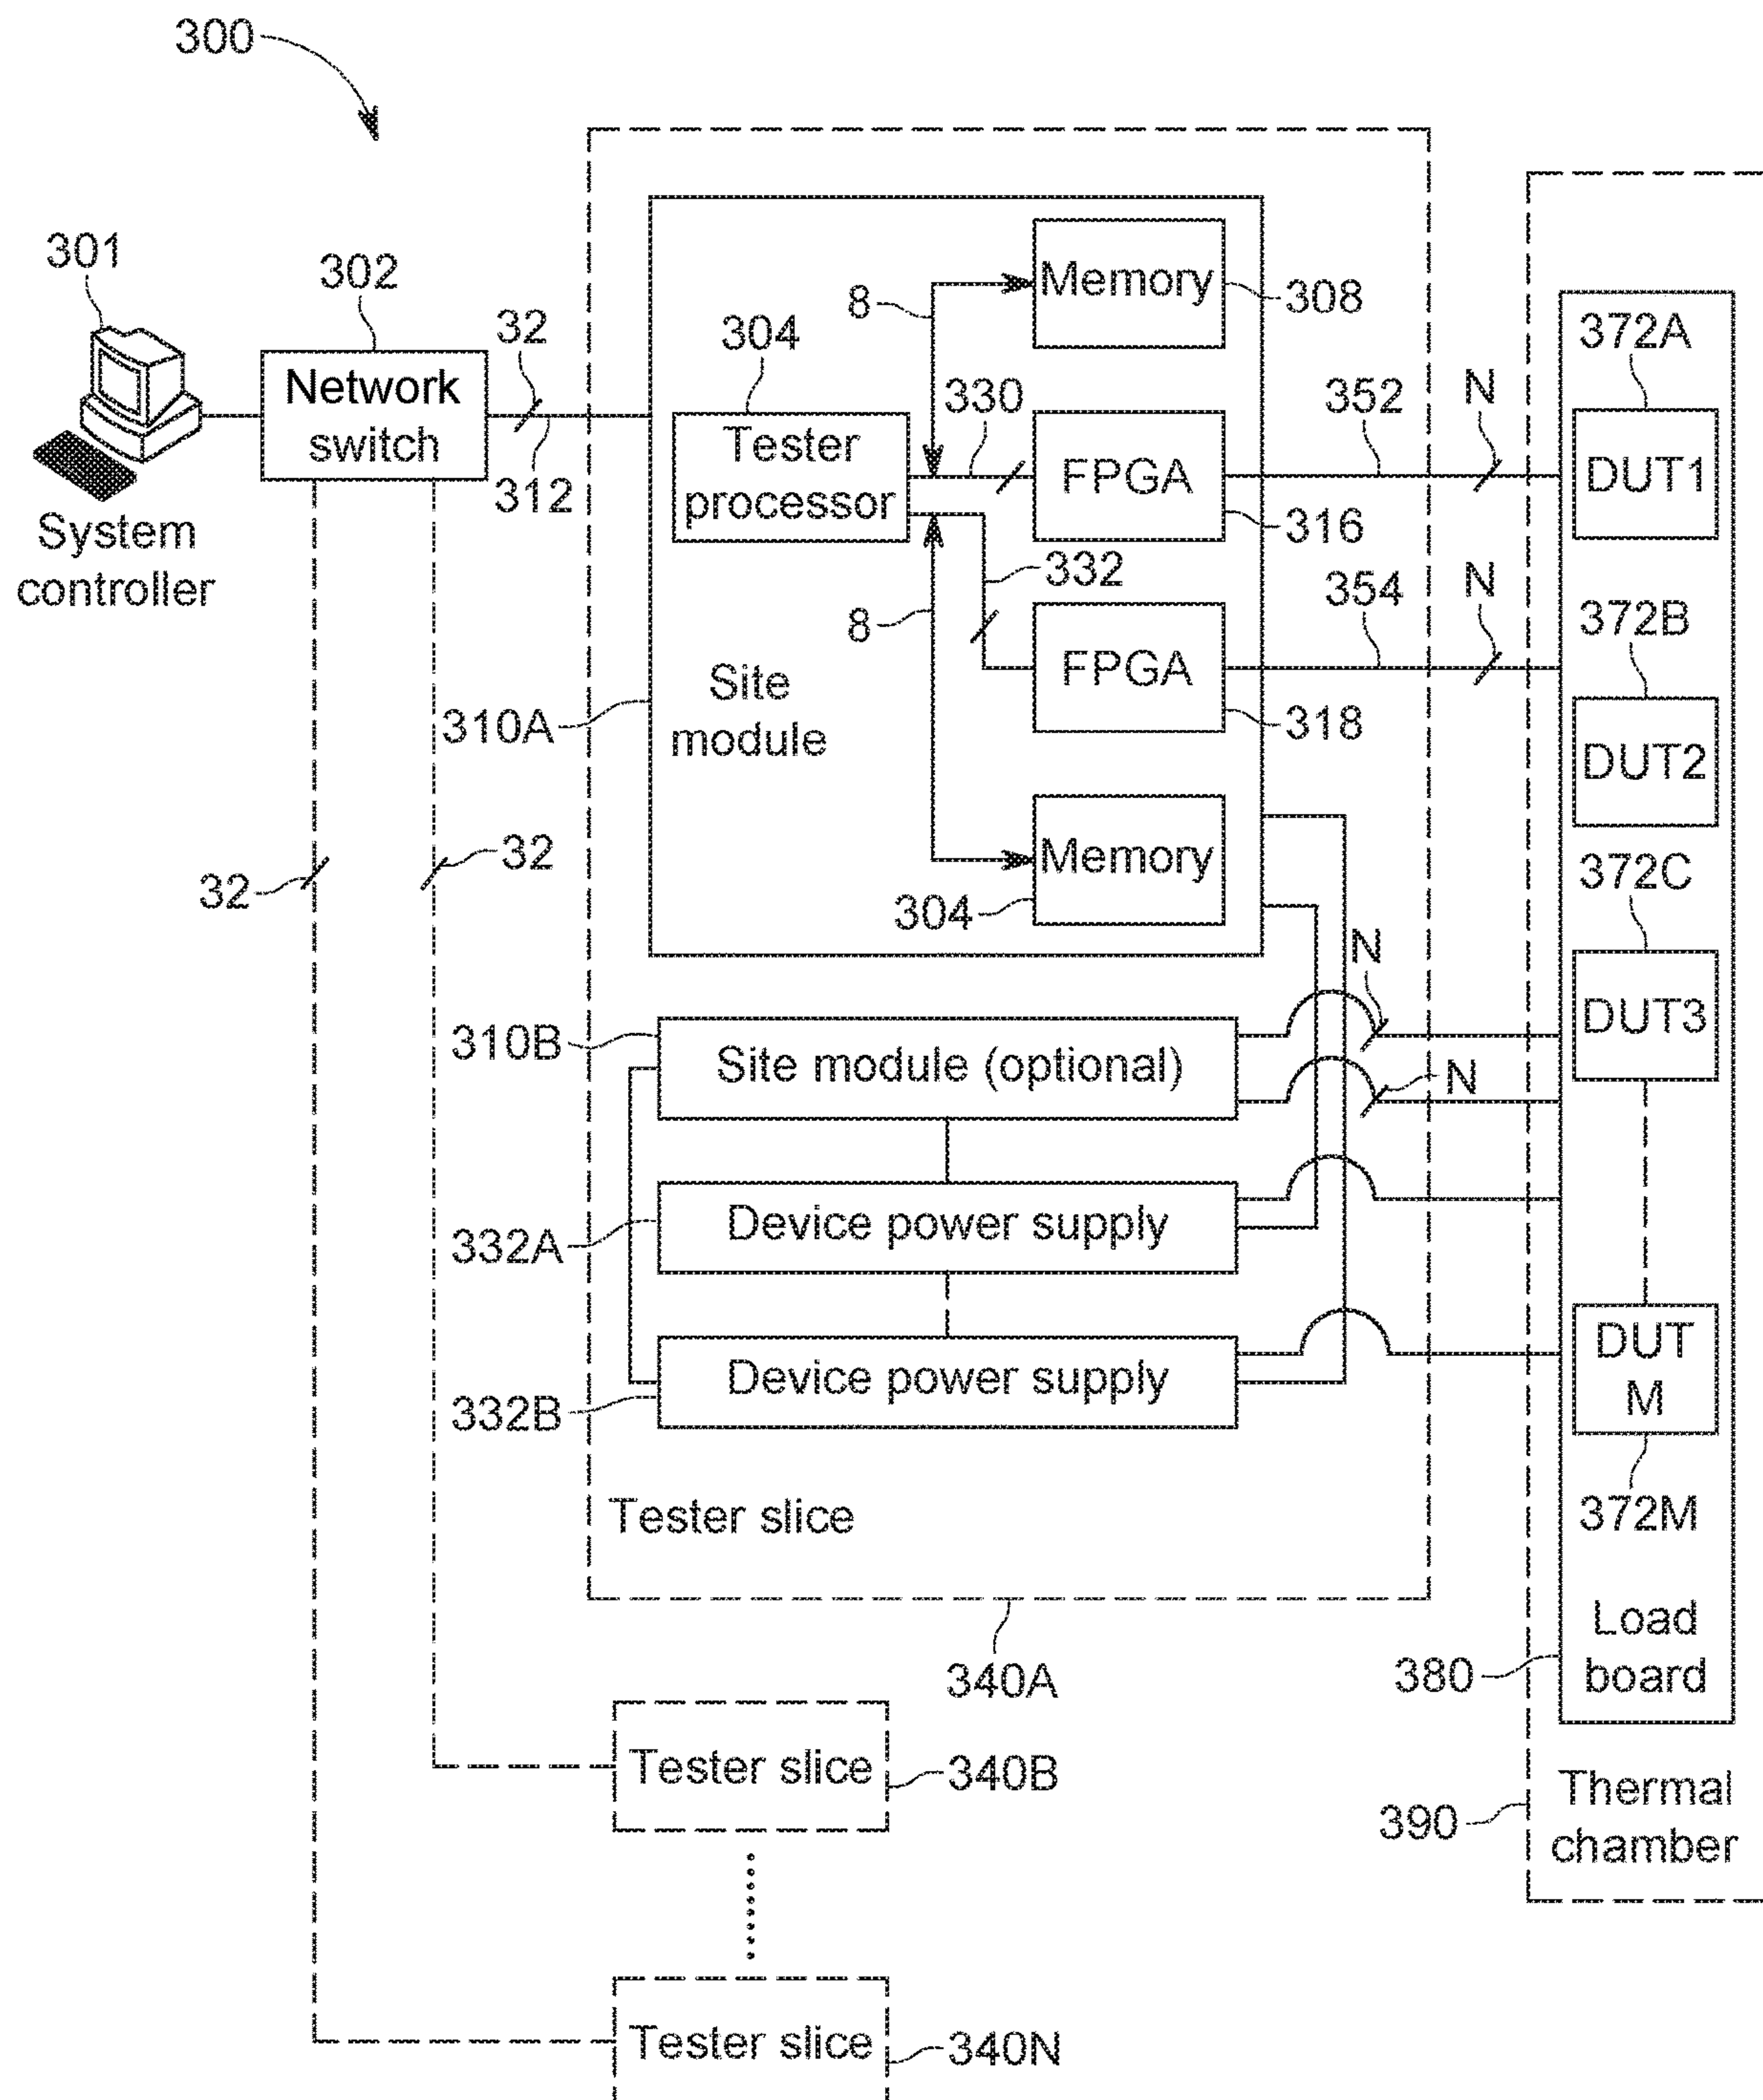 300
301
302
32
312
Network
switch
System
controller
304
Tester
processor
8
Memory
308
330
FPGA
316
352
N
332
8
FPGA
318
354
N
310A
Site
module
Memory
304
32
32
372A
DUT1
372B
DUT2
372C
DUT3
N
310B
Site module (optional)
N
332A
Device power supply
332B
Device power supply
DUT
M
372M
Tester slice
340A
Load
board
380
Tester slice
340B
Thermal
chamber
390
Tester slice
340N